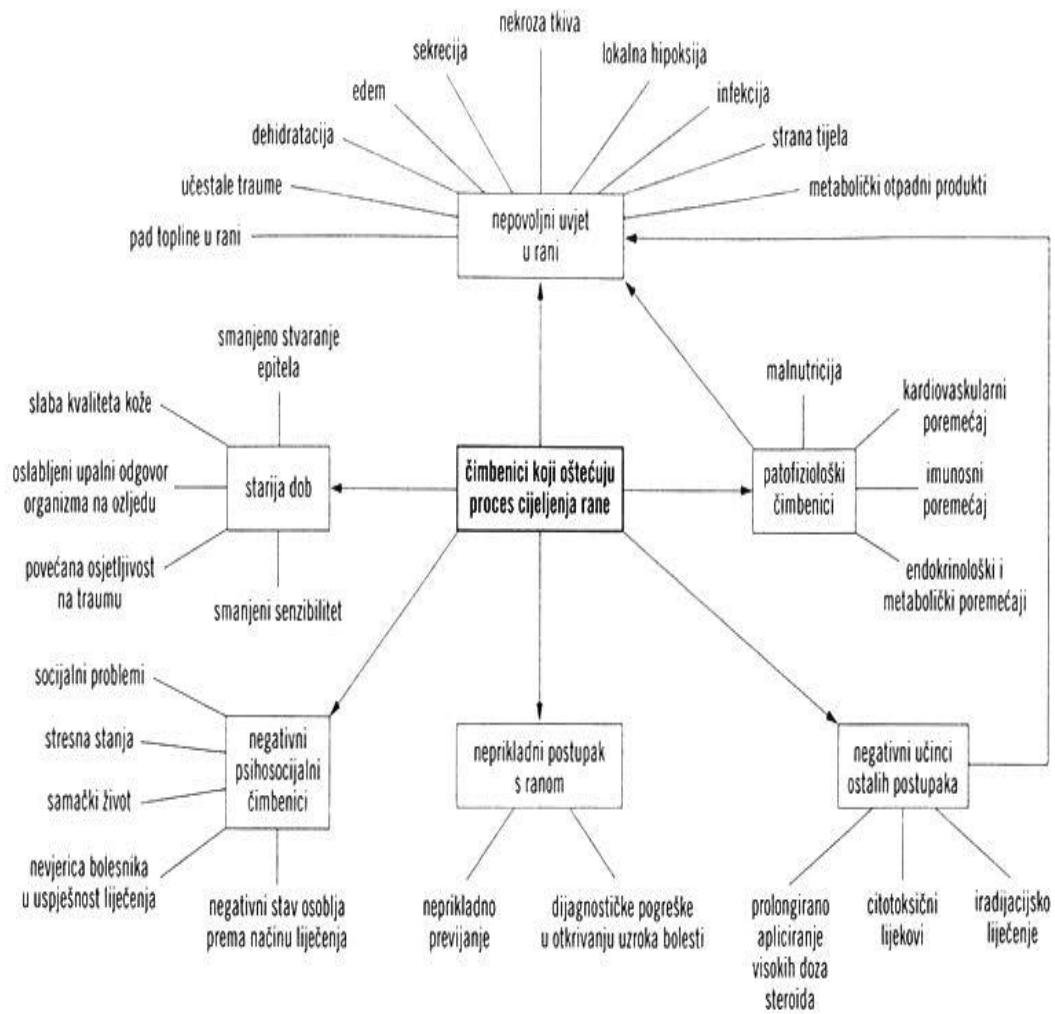 nekroza tkiva
sekrecija
lokalna hipoksija
edem
infekcija
dehidratacija
strana tijela
učestale traume
metabolički otpadni produkti
pad topline u rani
nepovoljni uvjet
u rani
smanjeno stvaranje
epitela
slaba kvaliteta kože
oslabljeni upalni odgovor
organizma na ozljedu
starija dob
povećana osjetljivost
na traumu
smanjeni senzibilitet
čimbenici koji oštećuju
proces cijeljenja rane
malnutricija
kardiovaskularni
poremećaj
patofiziološki
čimbenici
imunosni
poremećaj
endokrinološki i
metabolički poremećaji
socijalni problemi
stresna stanja
negativni
psihosocijalni
čimbenici
samački život
nevjerica bolesnika
u uspješnost liječenja
negativni stav osoblja
prema načinu liječenja
neprikladni postupak
s ranom
neprikladno
previjanje
dijagnostičke pogreške
u otkrivanju uzroka bolesti
negativni učinci
ostalih postupaka
prolongirano
apliciranje
visokih doza
steroida
citotoksični
lijekovi
iradijacijsko
liječenje